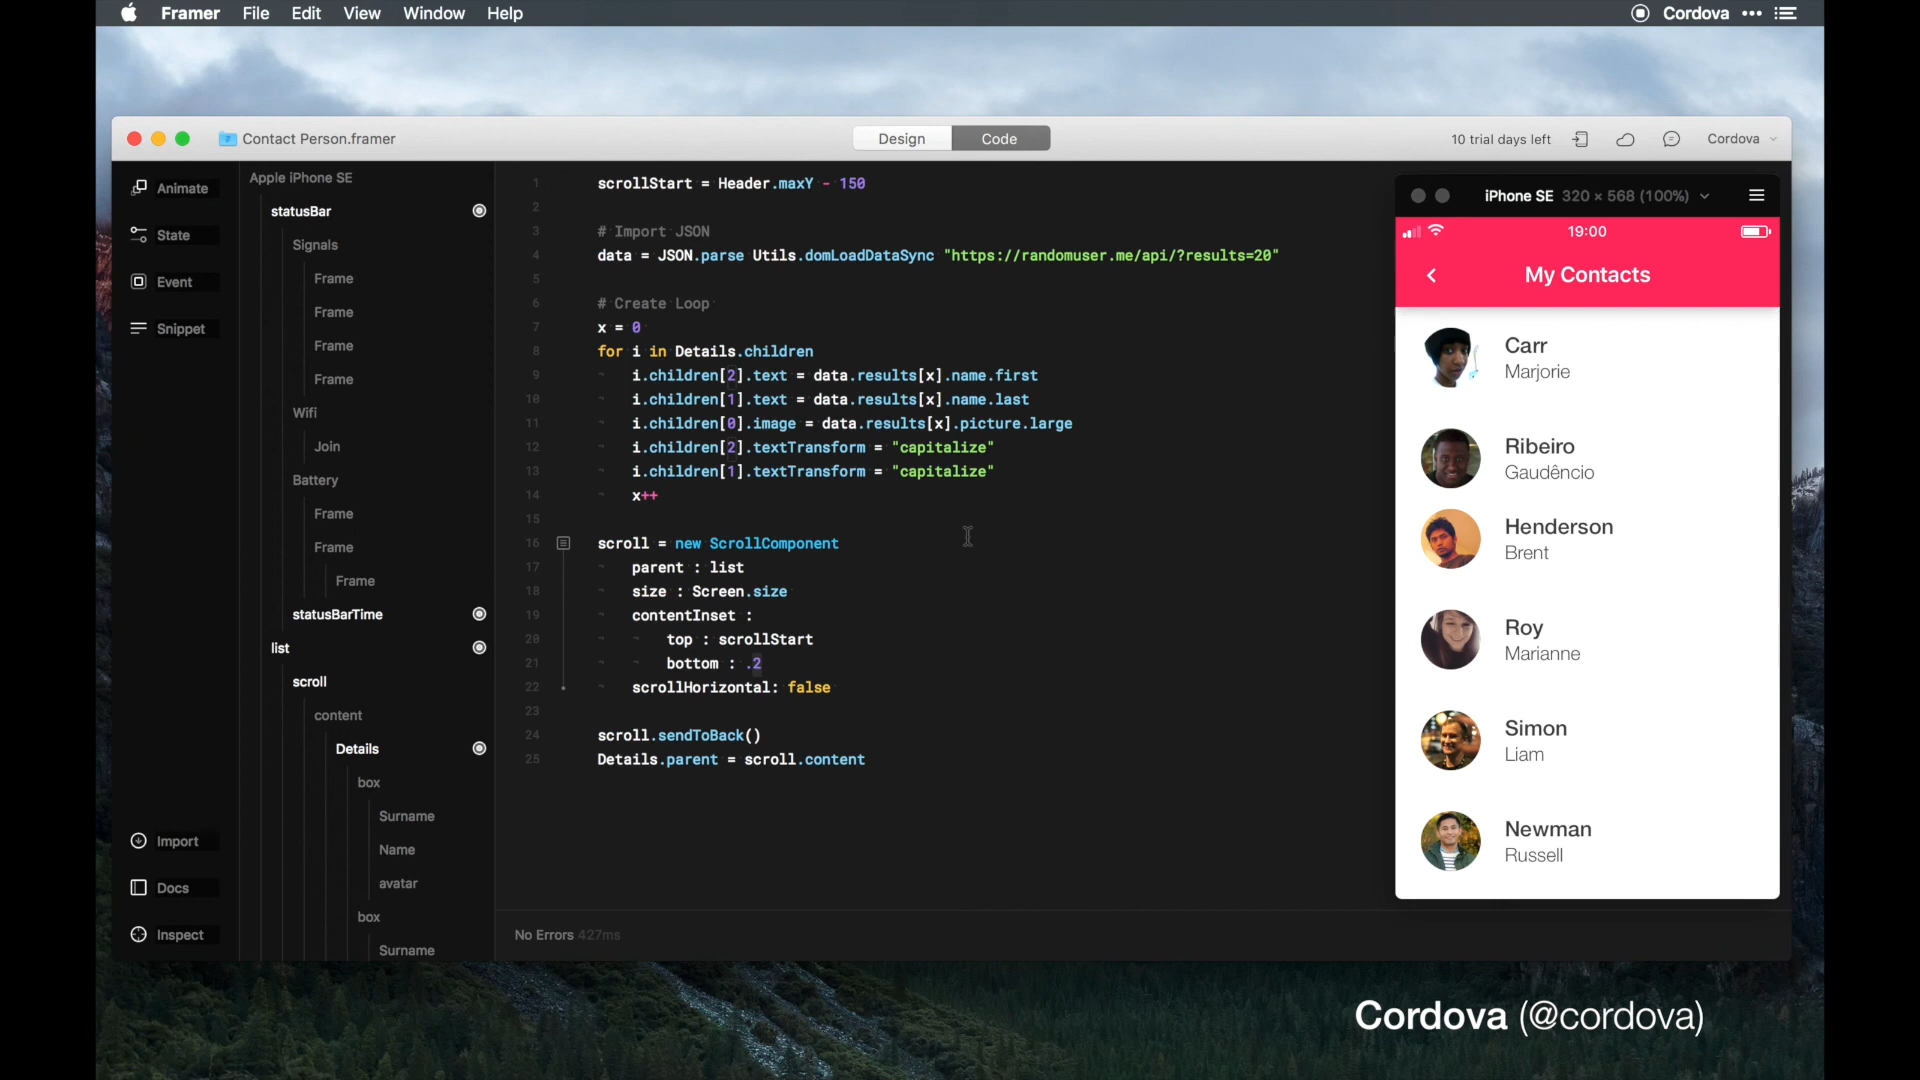 Framer File Edit View Window Help
Cordova
Contact Person.framer
Design Code
10 trial days left
Cordova
Animate
State
Event
Snippet
Import
Docs
Inspect
Apple iPhone SE
statusBar
Signals
Frame
Frame
Frame
Frame
Wifi
Join
Battery
Frame
Frame
Frame
statusBarTime
list
scroll
content
Details
box
Surname
Name
avatar
box
Surname
1 scrollStart = Header.maxY - 150
2
3 # Import JSON
4 data = JSON.parse Utils.domLoadDataSync "https://randomuser.me/api/?results=20"
5
6 # Create Loop
7 x = 0
8 for i in Details.children
9 i.children[2].text = data.results[x].name.first
10 i.children[1].text = data.results[x].name.last
11 i.children[0].image = data.results[x].picture.large
12 i.children[2].textTransform = "capitalize"
13 i.children[1].textTransform = "capitalize"
14 x++
15
16 scroll = new ScrollComponent
17 parent : list
18 size : Screen.size
19 contentInset :
20 top : scrollStart
21 bottom : .2
22 scrollHorizontal: false
23
24 scroll.sendToBack()
25 Details.parent = scroll.content
No Errors 427ms
iPhone SE 320 × 568 (100%)
19:00
My Contacts
Carr
Marjorie
Ribeiro
Gaudêncio
Henderson
Brent
Roy
Marianne
Simon
Liam
Newman
Russell
Cordova (@cordova)